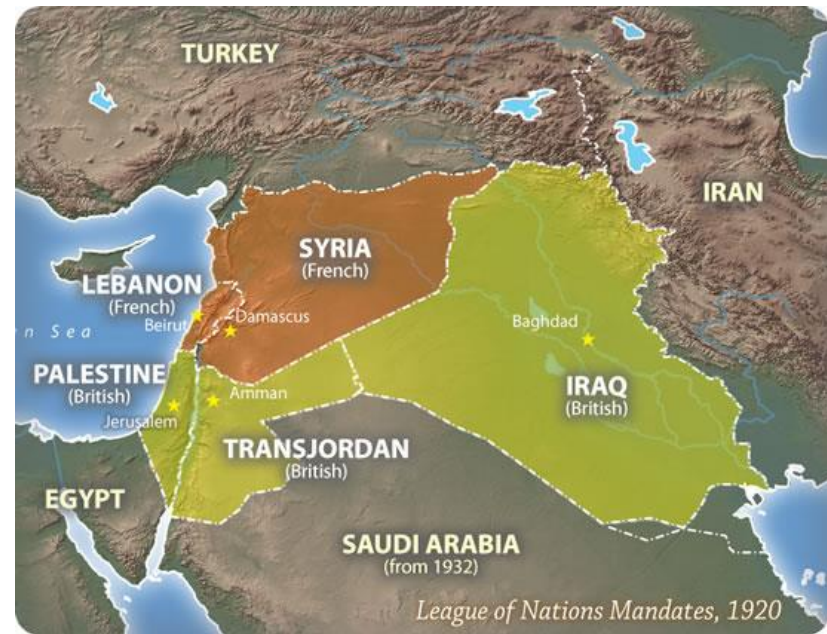 TURKEY
IRAN
SYRIA
(French)
LEBANON
(French)
Beirut
Damascus
n Sea
Baghdad
PALESTINE
(British)
Amman
IRAQ
(British)
Jerusalem
TRANSJORDAN
(British)
EGYPT
SAUDI ARABIA
(from 1932)
League of Nations Mandates, 1920